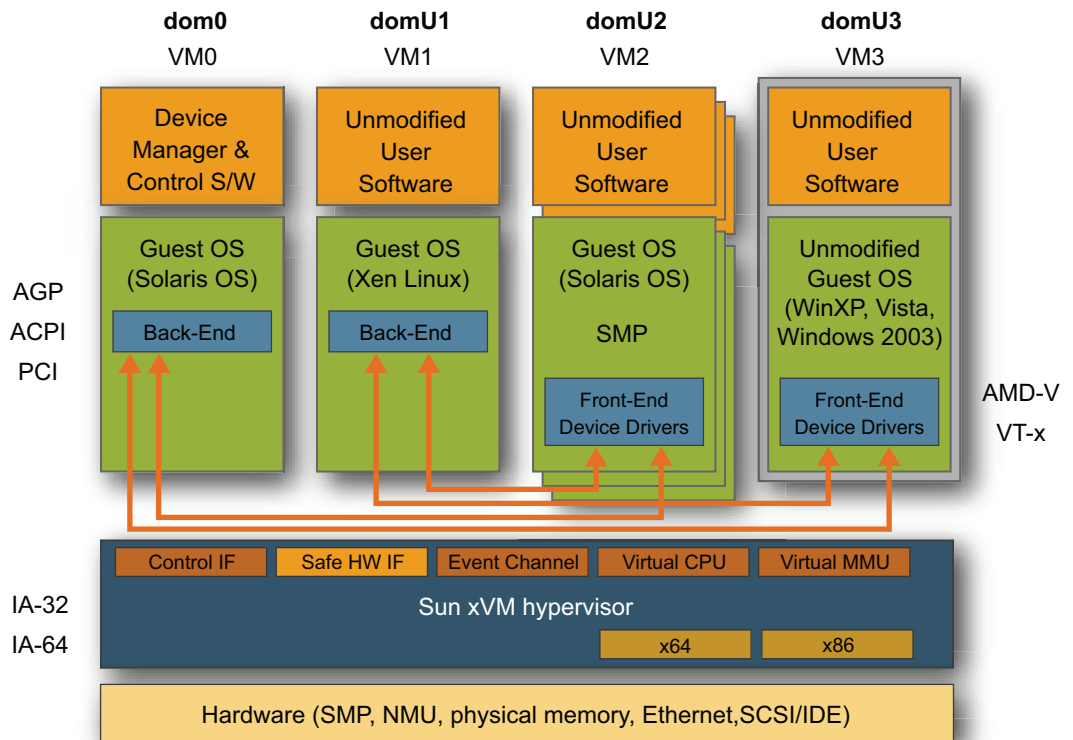 dom0
VM0
domU1
VM1
domU2
VM2
domU3
VM3
Device
Manager &
Control S/W
Unmodified
User
Software
Unmodified
User
Software
Unmodified
User
Software
AGP
ACPI
PCI
Guest OS
(Solaris OS)
Back-End
Guest OS
(Xen Linux)
Back-End
Guest OS
(Solaris OS)
SMP
Front-End
Device Drivers
Unmodified
Guest OS
(WinXP, Vista,
Windows 2003)
Front-End
Device Drivers
AMD-V
VT-x
IA-32
IA-64
Control IF
Safe HW IF
Event Channel
Virtual CPU
Virtual MMU
Sun xVM hypervisor
x64
x86
Hardware (SMP, NMU, physical memory, Ethernet,SCSI/IDE)